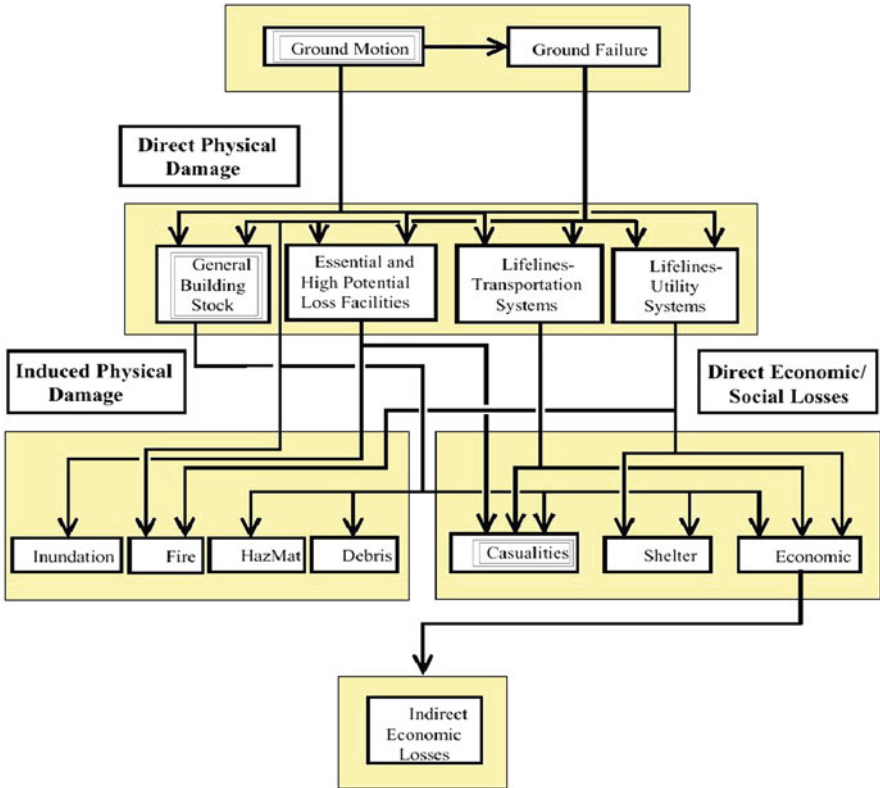 Ground Motion
Ground Failure
Direct Physical
Damage
General
Building
Stock
Essential and
High Potential
Loss Facilities
Lifelines-
Transportation
Systems
Lifelines-
Utility
Systems
Induced Physical
Damage
Direct Economic/
Social Losses
Inundation
Fire
HazMat
Debris
Casualities
Shelter
Economic
Indirect
Economic
Losses